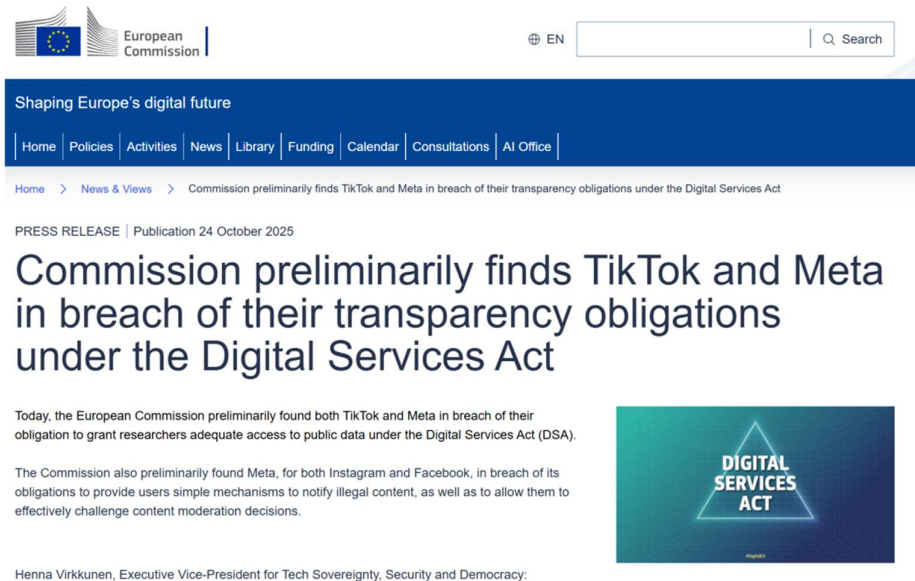 European
Commission
EN
Search
Shaping Europe's digital future
Home Policies Activities News Library Funding Calendar Consultations AI Office
Home > News & Views > Commission preliminarily finds TikTok and Meta in breach of their transparency obligations under the Digital Services Act
PRESS RELEASE | Publication 24 October 2025
Commission preliminarily finds TikTok and Meta
in breach of their transparency obligations
under the Digital Services Act
Today, the European Commission preliminarily found both TikTok and Meta in breach of their
obligation to grant researchers adequate access to public data under the Digital Services Act (DSA).
The Commission also preliminarily found Meta, for both Instagram and Facebook, in breach of its
obligations to provide users simple mechanisms to notify illegal content, as well as to allow them to
effectively challenge content moderation decisions.
DIGITAL
SERVICES
ACT
#DigitalEU
Henna Virkkunen, Executive Vice-President for Tech Sovereignty, Security and Democracy: